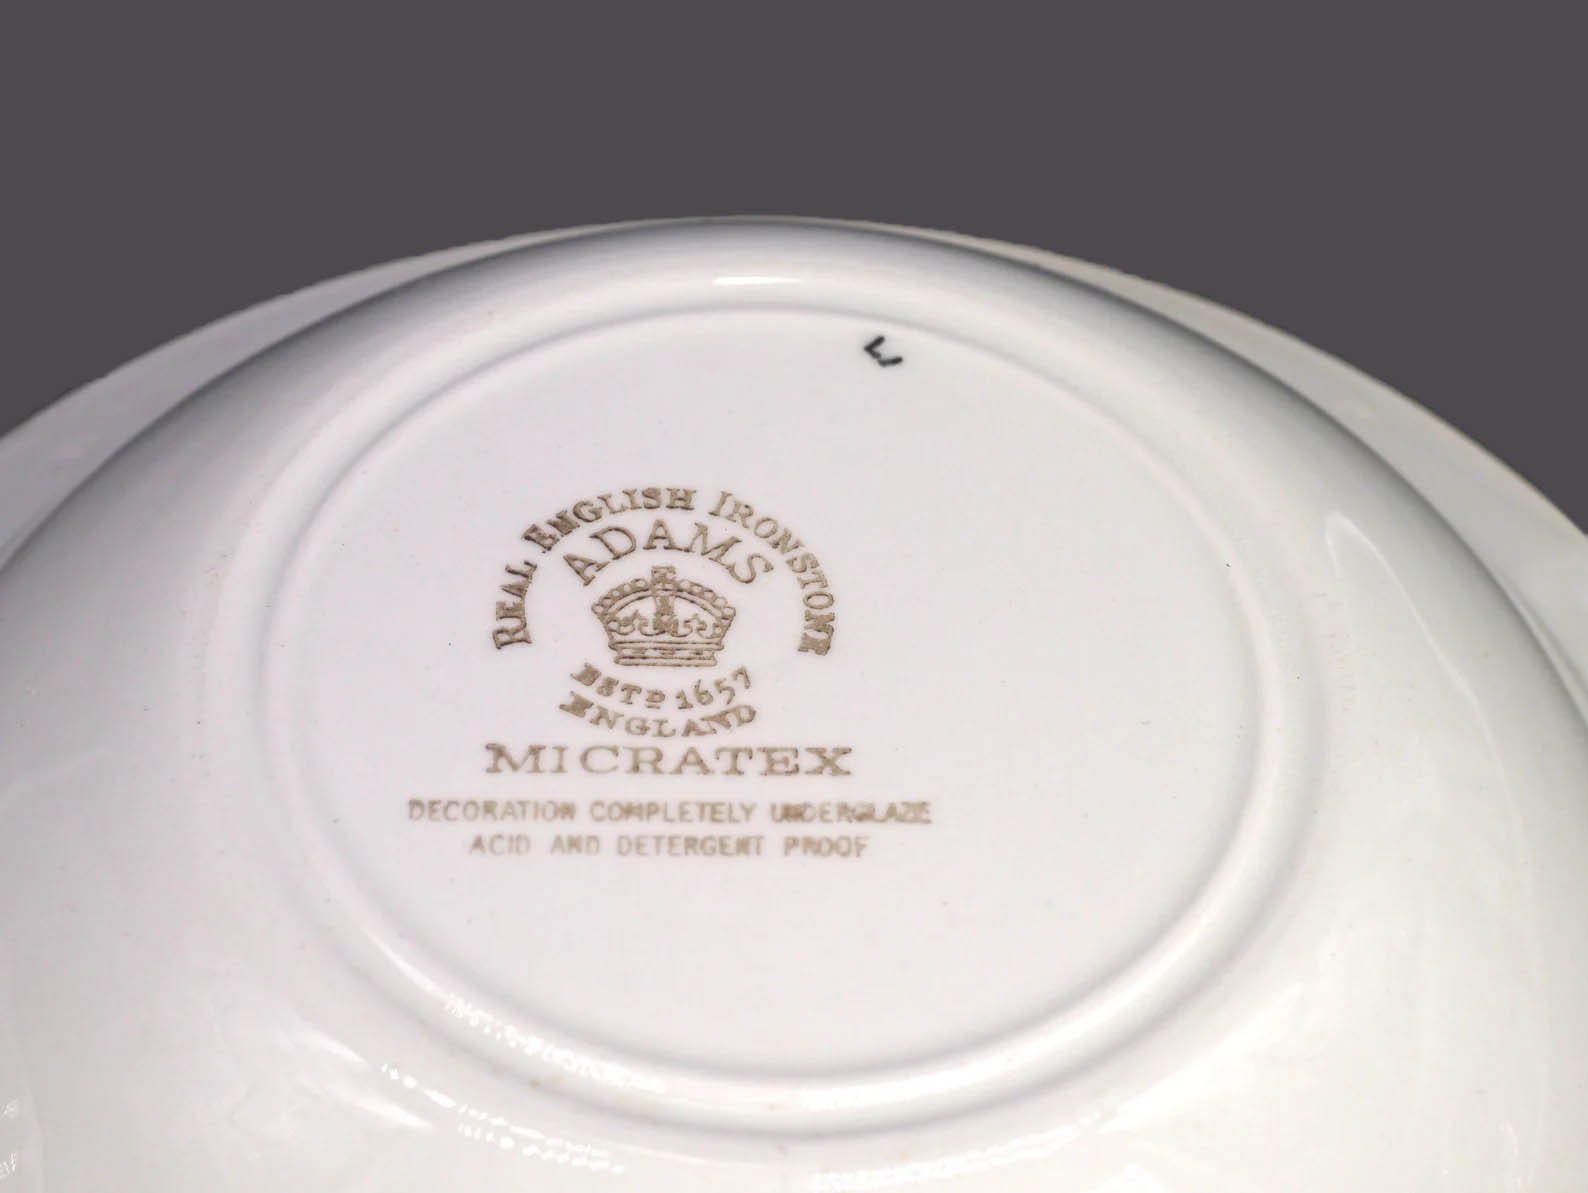 REAL ENGLISH IRONSTONE
ADAMS
ESTD 1657
ENGLAND
MICRATEX
DECORATION COMPLETELY UNDERGLAZE
ACID AND DETERGENT PROOF